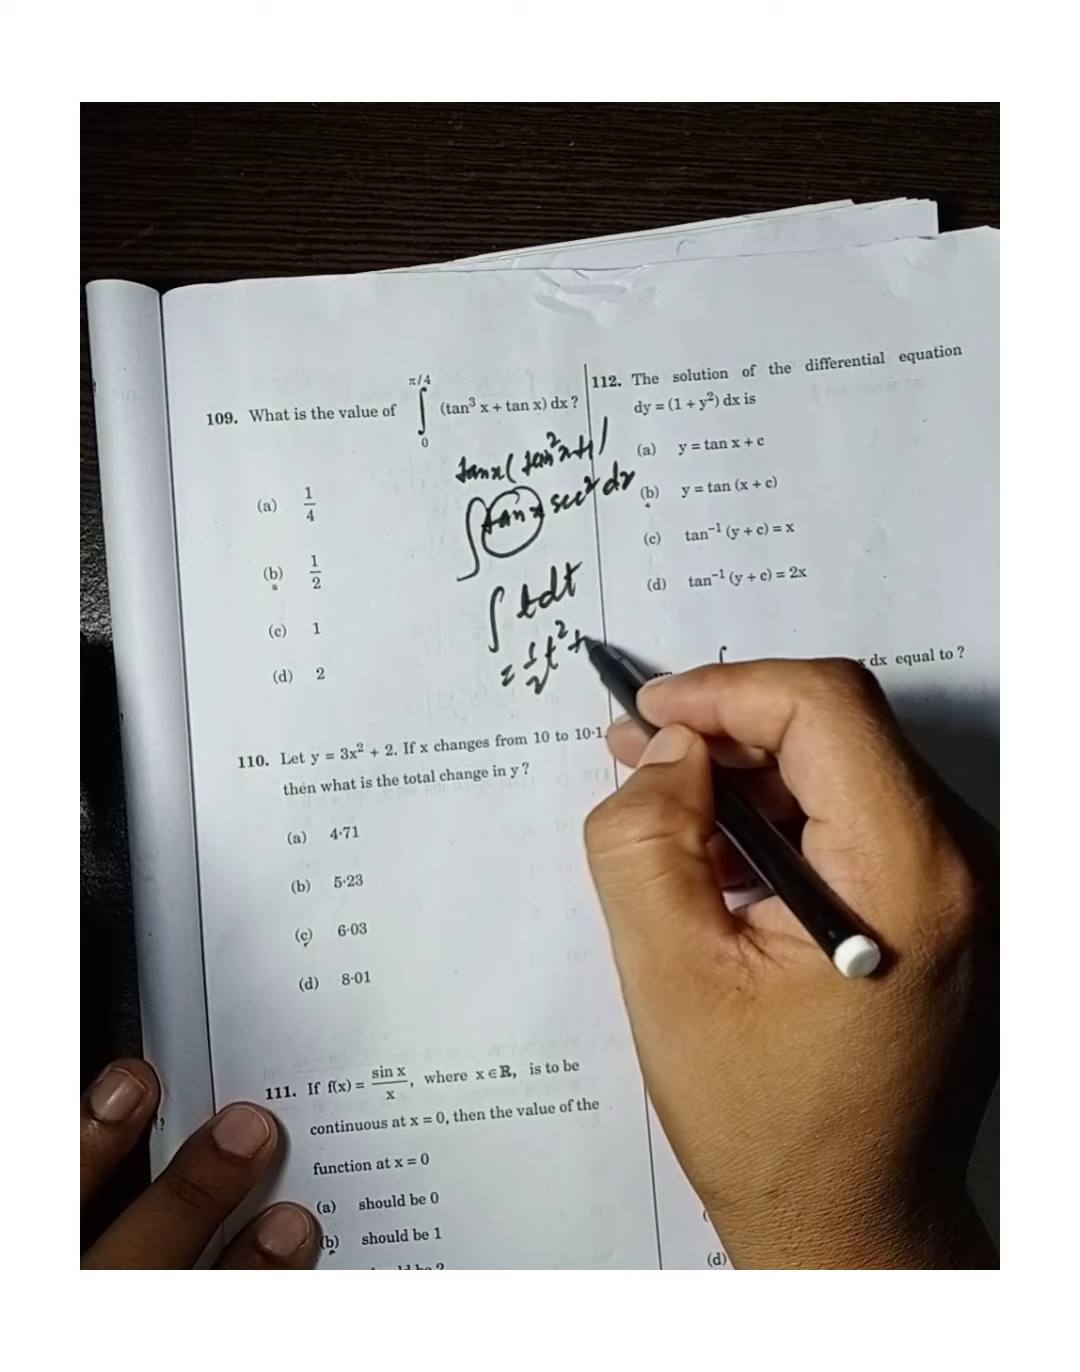 π/4
109. What is the value of ∫ (tan³ x + tan x) dx ?
0
tanx(tan²x+1)
∫tanx sec² dx
∫tdt
= 1/2 t² +
(a) 1/4
(b) 1/2
(c) 1
(d) 2
110. Let y = 3x² + 2. If x changes from 10 to 10·1,
then what is the total change in y ?
(a) 4·71
(b) 5·23
(c) 6·03
(d) 8·01
111. If f(x) = sin x / x, where x ∈ ℝ, is to be
continuous at x = 0, then the value of the
function at x = 0
(a) should be 0
(b) should be 1
112. The solution of the differential equation
dy = (1 + y²) dx is
(a) y = tan x + c
(b) y = tan (x + c)
(c) tan⁻¹ (y + c) = x
(d) tan⁻¹ (y + c) = 2x
x dx equal to ?
(d)